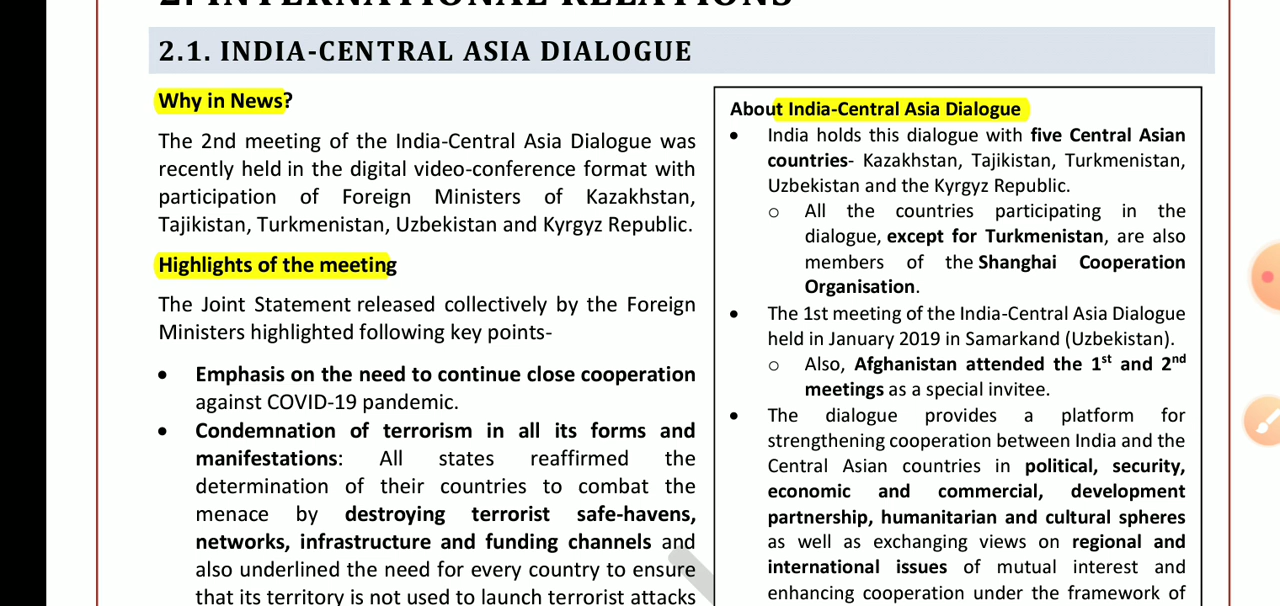 2. INTERNATIONAL RELATIONS
2.1. INDIA-CENTRAL ASIA DIALOGUE
Why in News?
The 2nd meeting of the India-Central Asia Dialogue was
recently held in the digital video-conference format with
participation of Foreign Ministers of Kazakhstan,
Tajikistan, Turkmenistan, Uzbekistan and Kyrgyz Republic.
Highlights of the meeting
The Joint Statement released collectively by the Foreign
Ministers highlighted following key points-
• Emphasis on the need to continue close cooperation
against COVID-19 pandemic.
• Condemnation of terrorism in all its forms and
manifestations: All states reaffirmed the
determination of their countries to combat the
menace by destroying terrorist safe-havens,
networks, infrastructure and funding channels and
also underlined the need for every country to ensure
that its territory is not used to launch terrorist attacks
About India-Central Asia Dialogue
• India holds this dialogue with five Central Asian
countries- Kazakhstan, Tajikistan, Turkmenistan,
Uzbekistan and the Kyrgyz Republic.
o All the countries participating in the
dialogue, except for Turkmenistan, are also
members of the Shanghai Cooperation
Organisation.
• The 1st meeting of the India-Central Asia Dialogue
held in January 2019 in Samarkand (Uzbekistan).
o Also, Afghanistan attended the 1st and 2nd
meetings as a special invitee.
• The dialogue provides a platform for
strengthening cooperation between India and the
Central Asian countries in political, security,
economic and commercial, development
partnership, humanitarian and cultural spheres
as well as exchanging views on regional and
international issues of mutual interest and
enhancing cooperation under the framework of